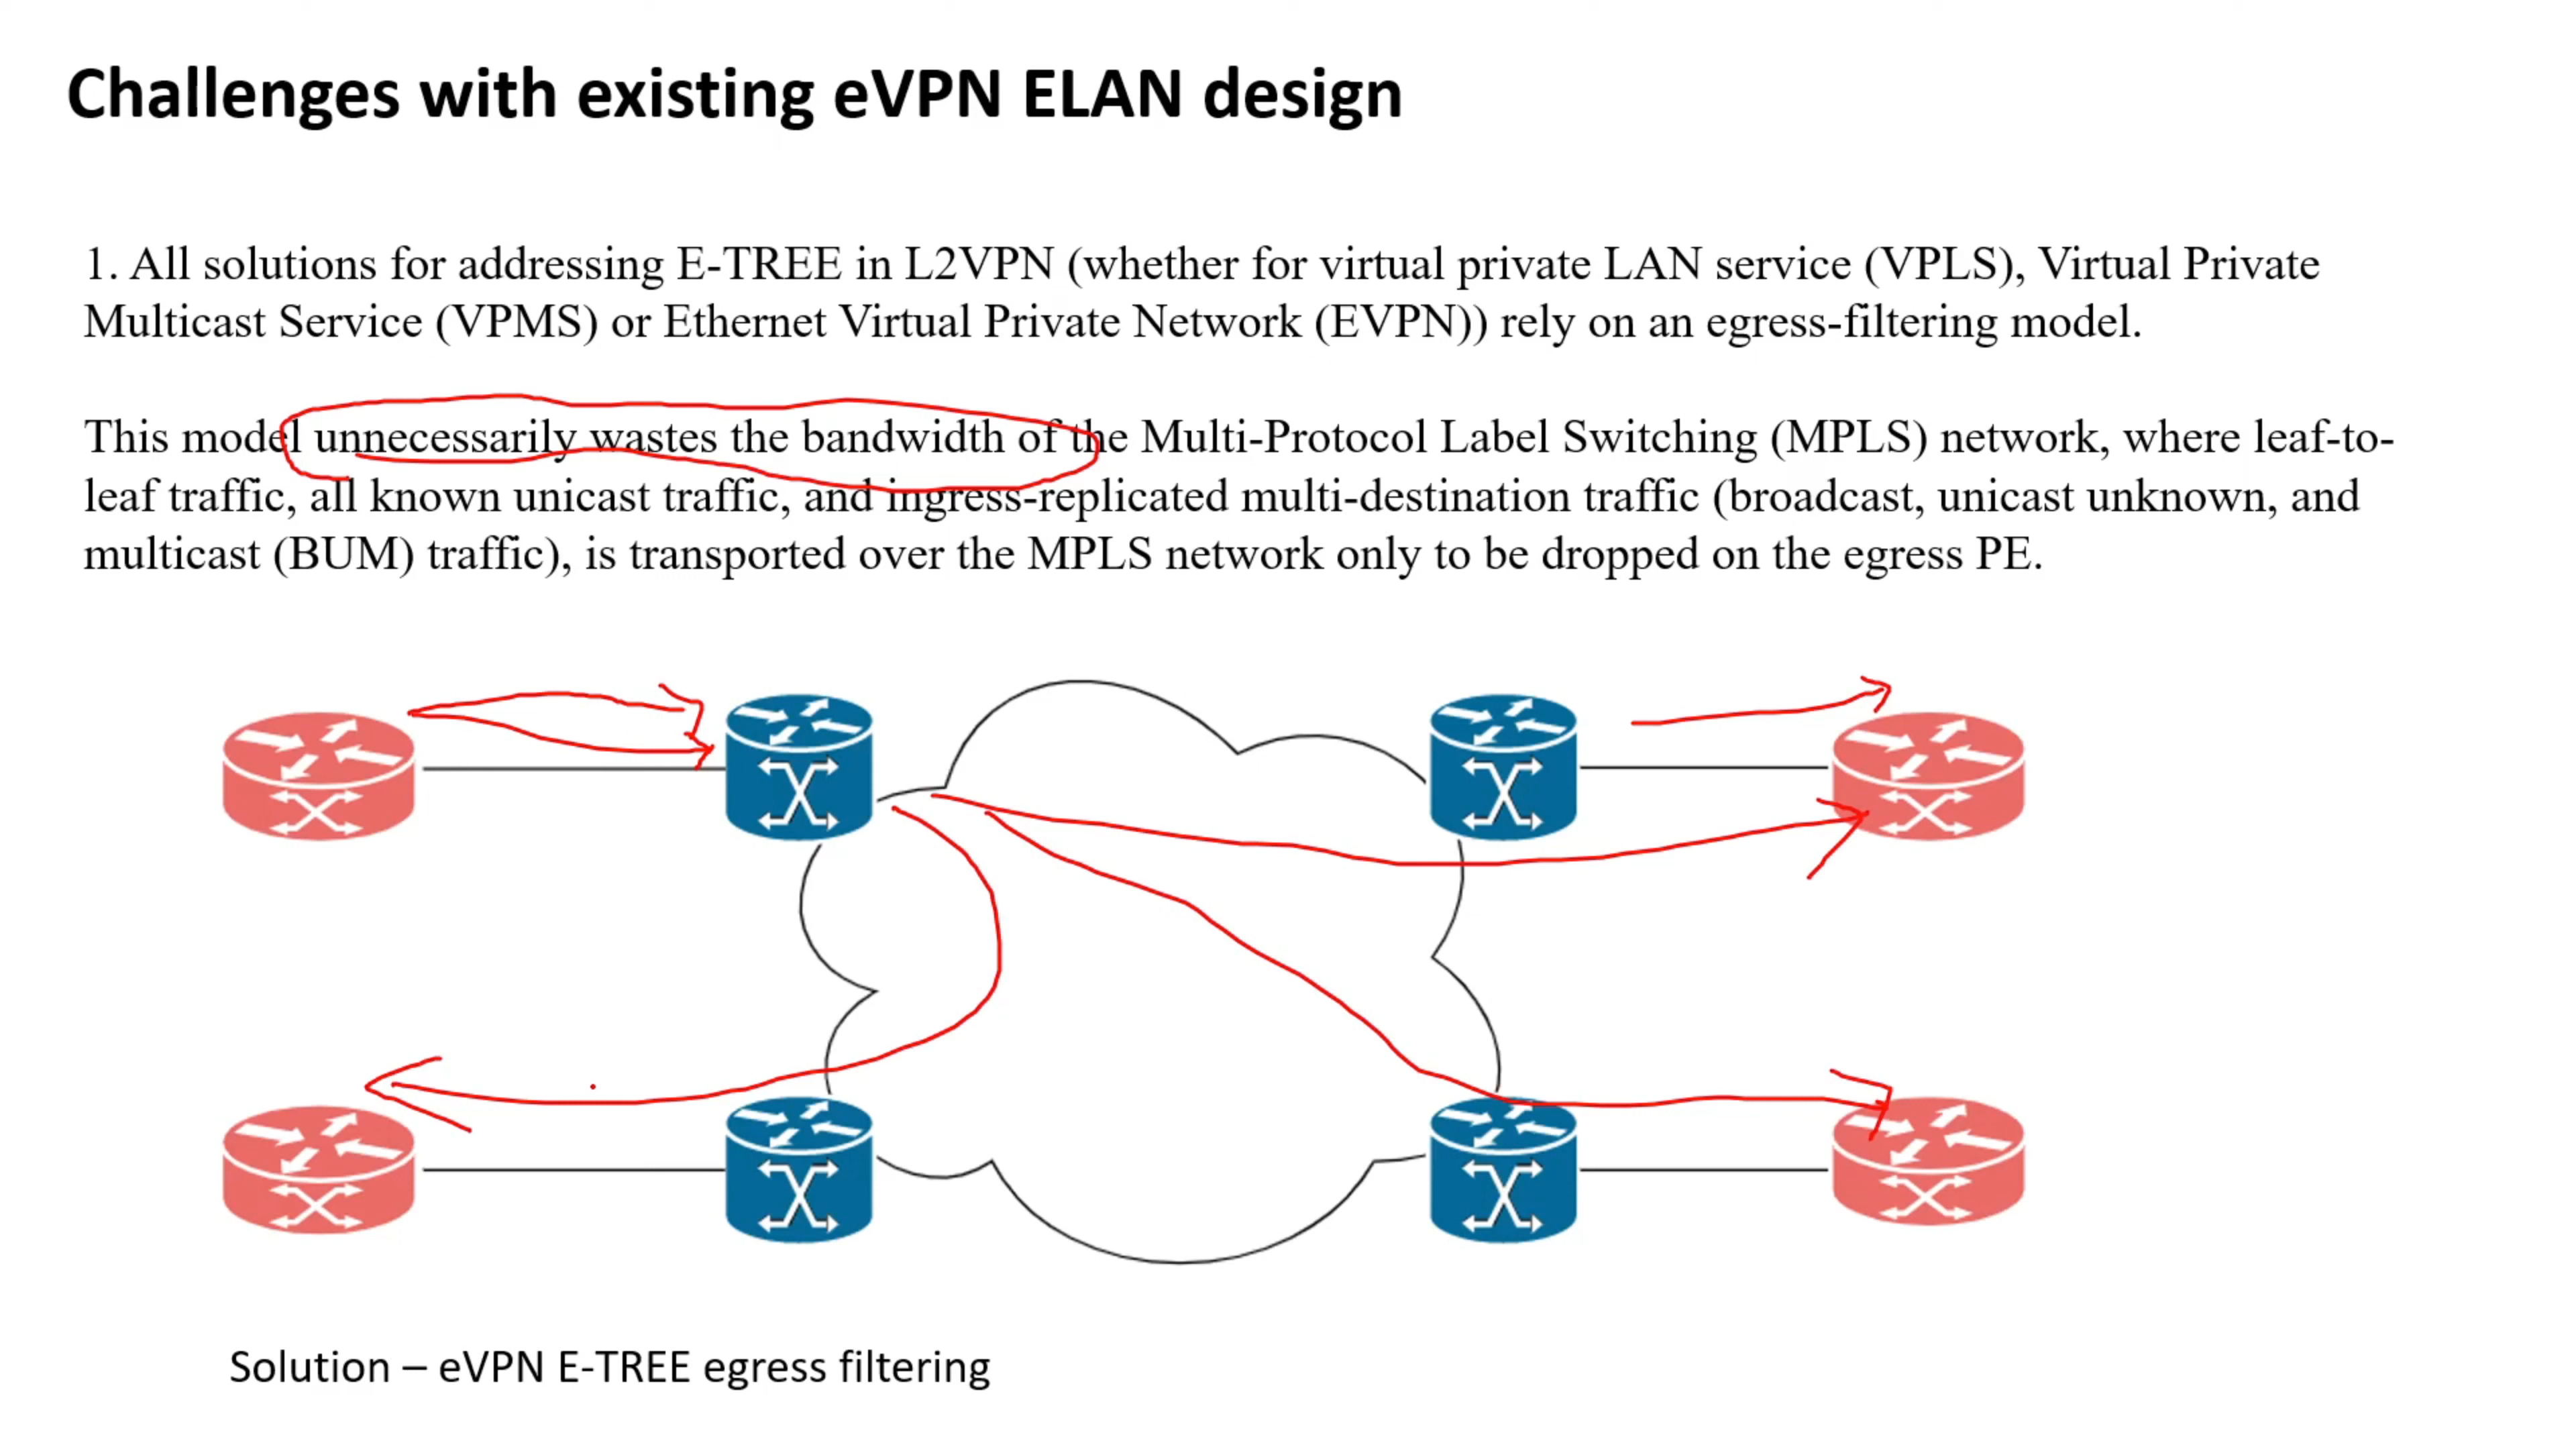 Challenges with existing eVPN ELAN design
1. All solutions for addressing E-TREE in L2VPN (whether for virtual private LAN service (VPLS), Virtual Private
Multicast Service (VPMS) or Ethernet Virtual Private Network (EVPN)) rely on an egress-filtering model.
This model unnecessarily wastes the bandwidth of the Multi-Protocol Label Switching (MPLS) network, where leaf-to-
leaf traffic, all known unicast traffic, and ingress-replicated multi-destination traffic (broadcast, unicast unknown, and
multicast (BUM) traffic), is transported over the MPLS network only to be dropped on the egress PE.
Solution – eVPN E-TREE egress filtering